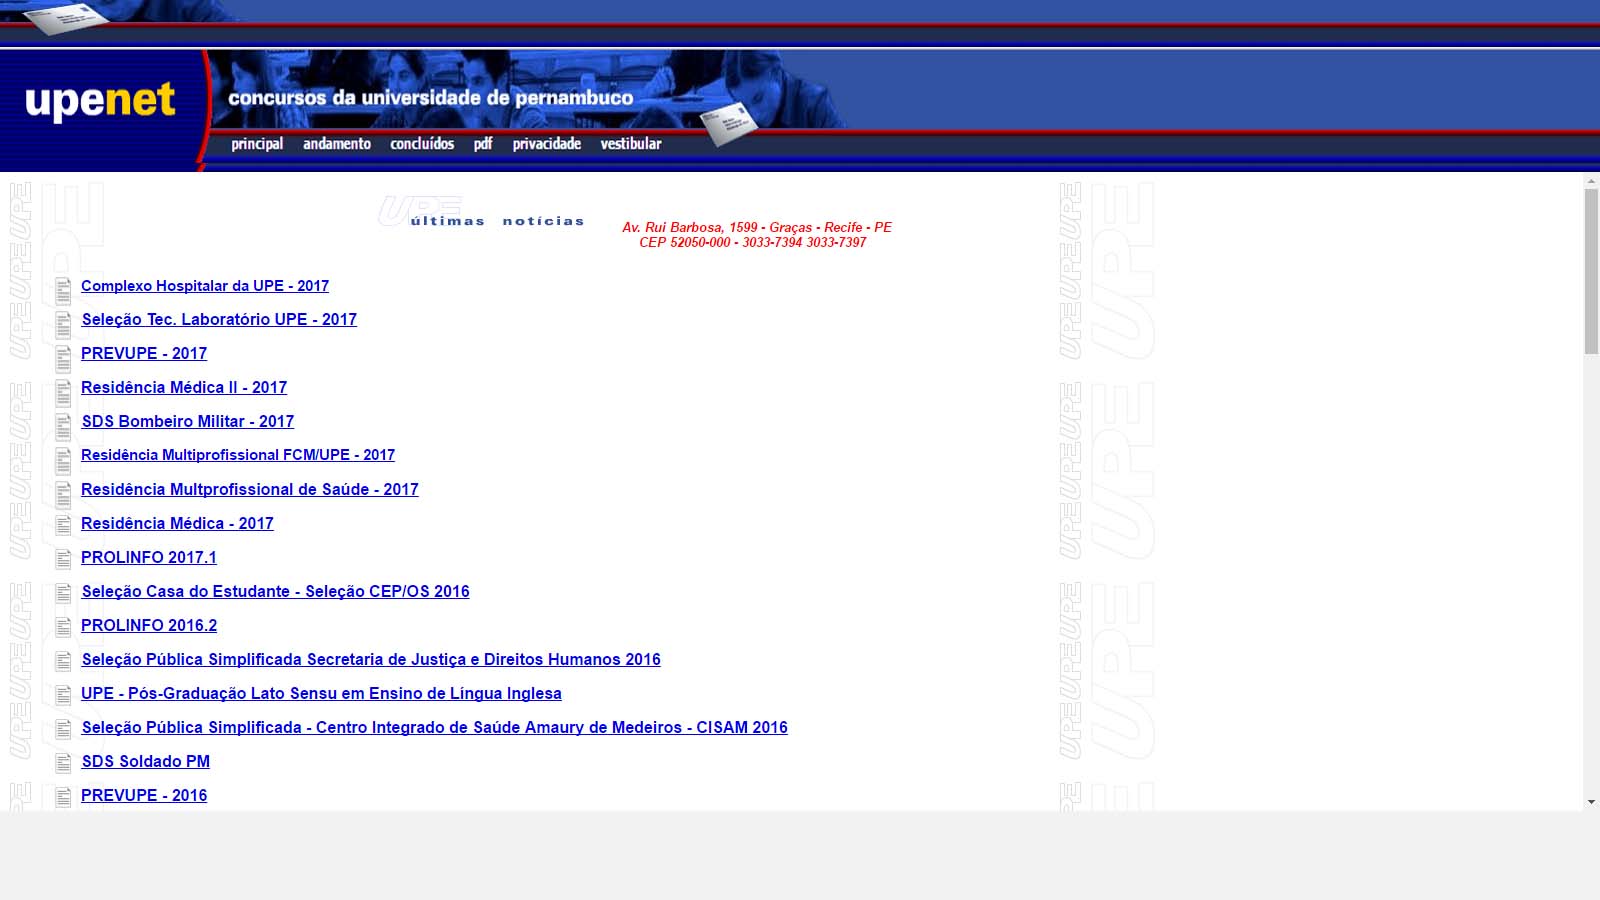 upenet
concursos da universidade de pernambuco
principal andamento concluídos pdf privacidade vestibular
UPE
últimas notícias
Av. Rui Barbosa, 1599 - Graças - Recife - PE
CEP 52050-000 - 3033-7394 3033-7397
Complexo Hospitalar da UPE - 2017
Seleção Tec. Laboratório UPE - 2017
PREVUPE - 2017
Residência Médica II - 2017
SDS Bombeiro Militar - 2017
Residência Multiprofissional FCM/UPE - 2017
Residência Multprofissional de Saúde - 2017
Residência Médica - 2017
PROLINFO 2017.1
Seleção Casa do Estudante - Seleção CEP/OS 2016
PROLINFO 2016.2
Seleção Pública Simplificada Secretaria de Justiça e Direitos Humanos 2016
UPE - Pós-Graduação Lato Sensu em Ensino de Língua Inglesa
Seleção Pública Simplificada - Centro Integrado de Saúde Amaury de Medeiros - CISAM 2016
SDS Soldado PM
PREVUPE - 2016